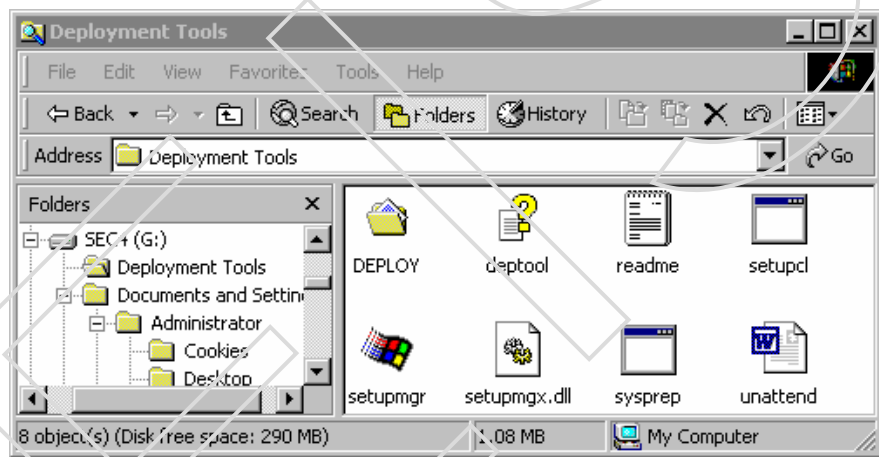 Deployment Tools
File Edit View Favorites Tools Help
Back Search Folders History
Address Deployment Tools Go
Folders
SEC4 (G:)
Deployment Tools
Documents and Settin
Administrator
Cookies
Desktop
DEPLOY deptool readme setupcl
setupmgr setupmgx.dll sysprep unattend
8 object(s) (Disk free space: 290 MB) 1.08 MB My Computer